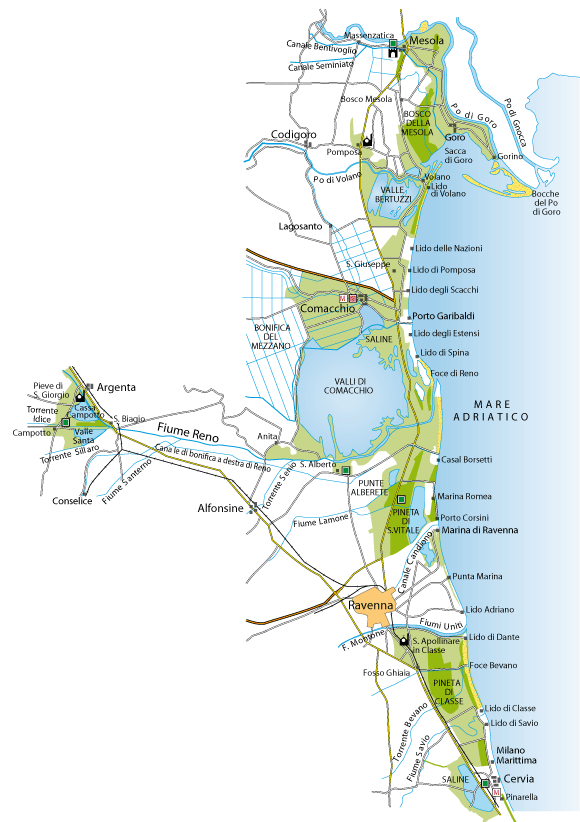 Massenzatica
Mesola
Canale Bentivoglio
Canale Seminiato
Bosco Mesola
BOSCO
DELLA
MESOLA
Po di Goro
Po di Gnocca
Codigoro
Goro
Pomposa
Sacca
di Goro
Gorino
Po di Volano
Volano
Lido
di Volano
VALLE
BERTUZZI
Bocche
del Po
di Goro
Lagosanto
Lido delle Nazioni
S. Giuseppe
Lido di Pomposa
Lido degli Scacchi
M
Comacchio
Porto Garibaldi
BONIFICA
DEL
MEZZANO
SALINE
Lido degli Estensi
Lido di Spina
Foce di Reno
VALLI DI
COMACCHIO
MARE
ADRIATICO
Argenta
Pieve di
S. Giorgio
Cassa
Campotto
Torrente
Idice
S. Biagio
Campotto
Valle
Santa
Fiume Reno
Anita
Torrente Sillaro
Canale di bonifica a destra di Reno
S. Alberto
Casal Borsetti
Fiume Santerno
Torrente Senio
Conselice
PUNTE
ALBERETE
Marina Romea
Alfonsine
PINETA
DI
S.VITALE
Fiume Lamone
Porto Corsini
Marina di Ravenna
Canale Candiano
Punta Marina
Ravenna
Lido Adriano
Fiumi Uniti
F. Montone
Lido di Dante
S. Apollinare
in Classe
Foce Bevano
Fosso Ghiaia
PINETA
DI
CLASSE
Lido di Classe
Lido di Savio
Torrente Bevano
Fiume Savio
Milano
Marittima
SALINE
Cervia
M
Pinarella